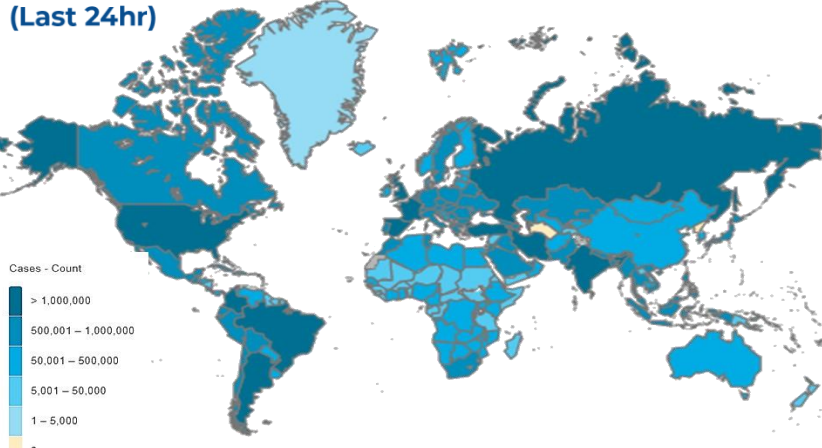 (Last 24hr)
Cases - Count
> 1,000,000
500,001 – 1,000,000
50,001 – 500,000
5,001 – 50,000
1 – 5,000